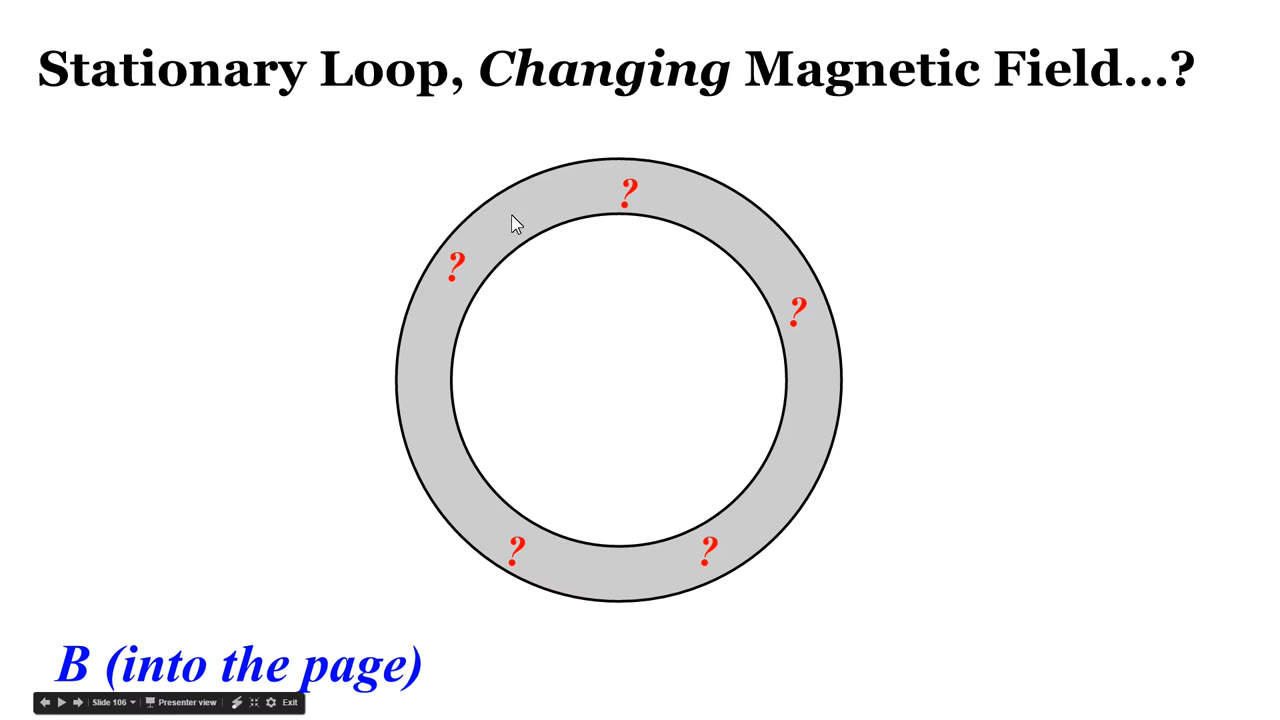 Stationary Loop, Changing Magnetic Field...?
?
?
?
?
?
B (into the page)
Slide 106
Presenter view
Exit